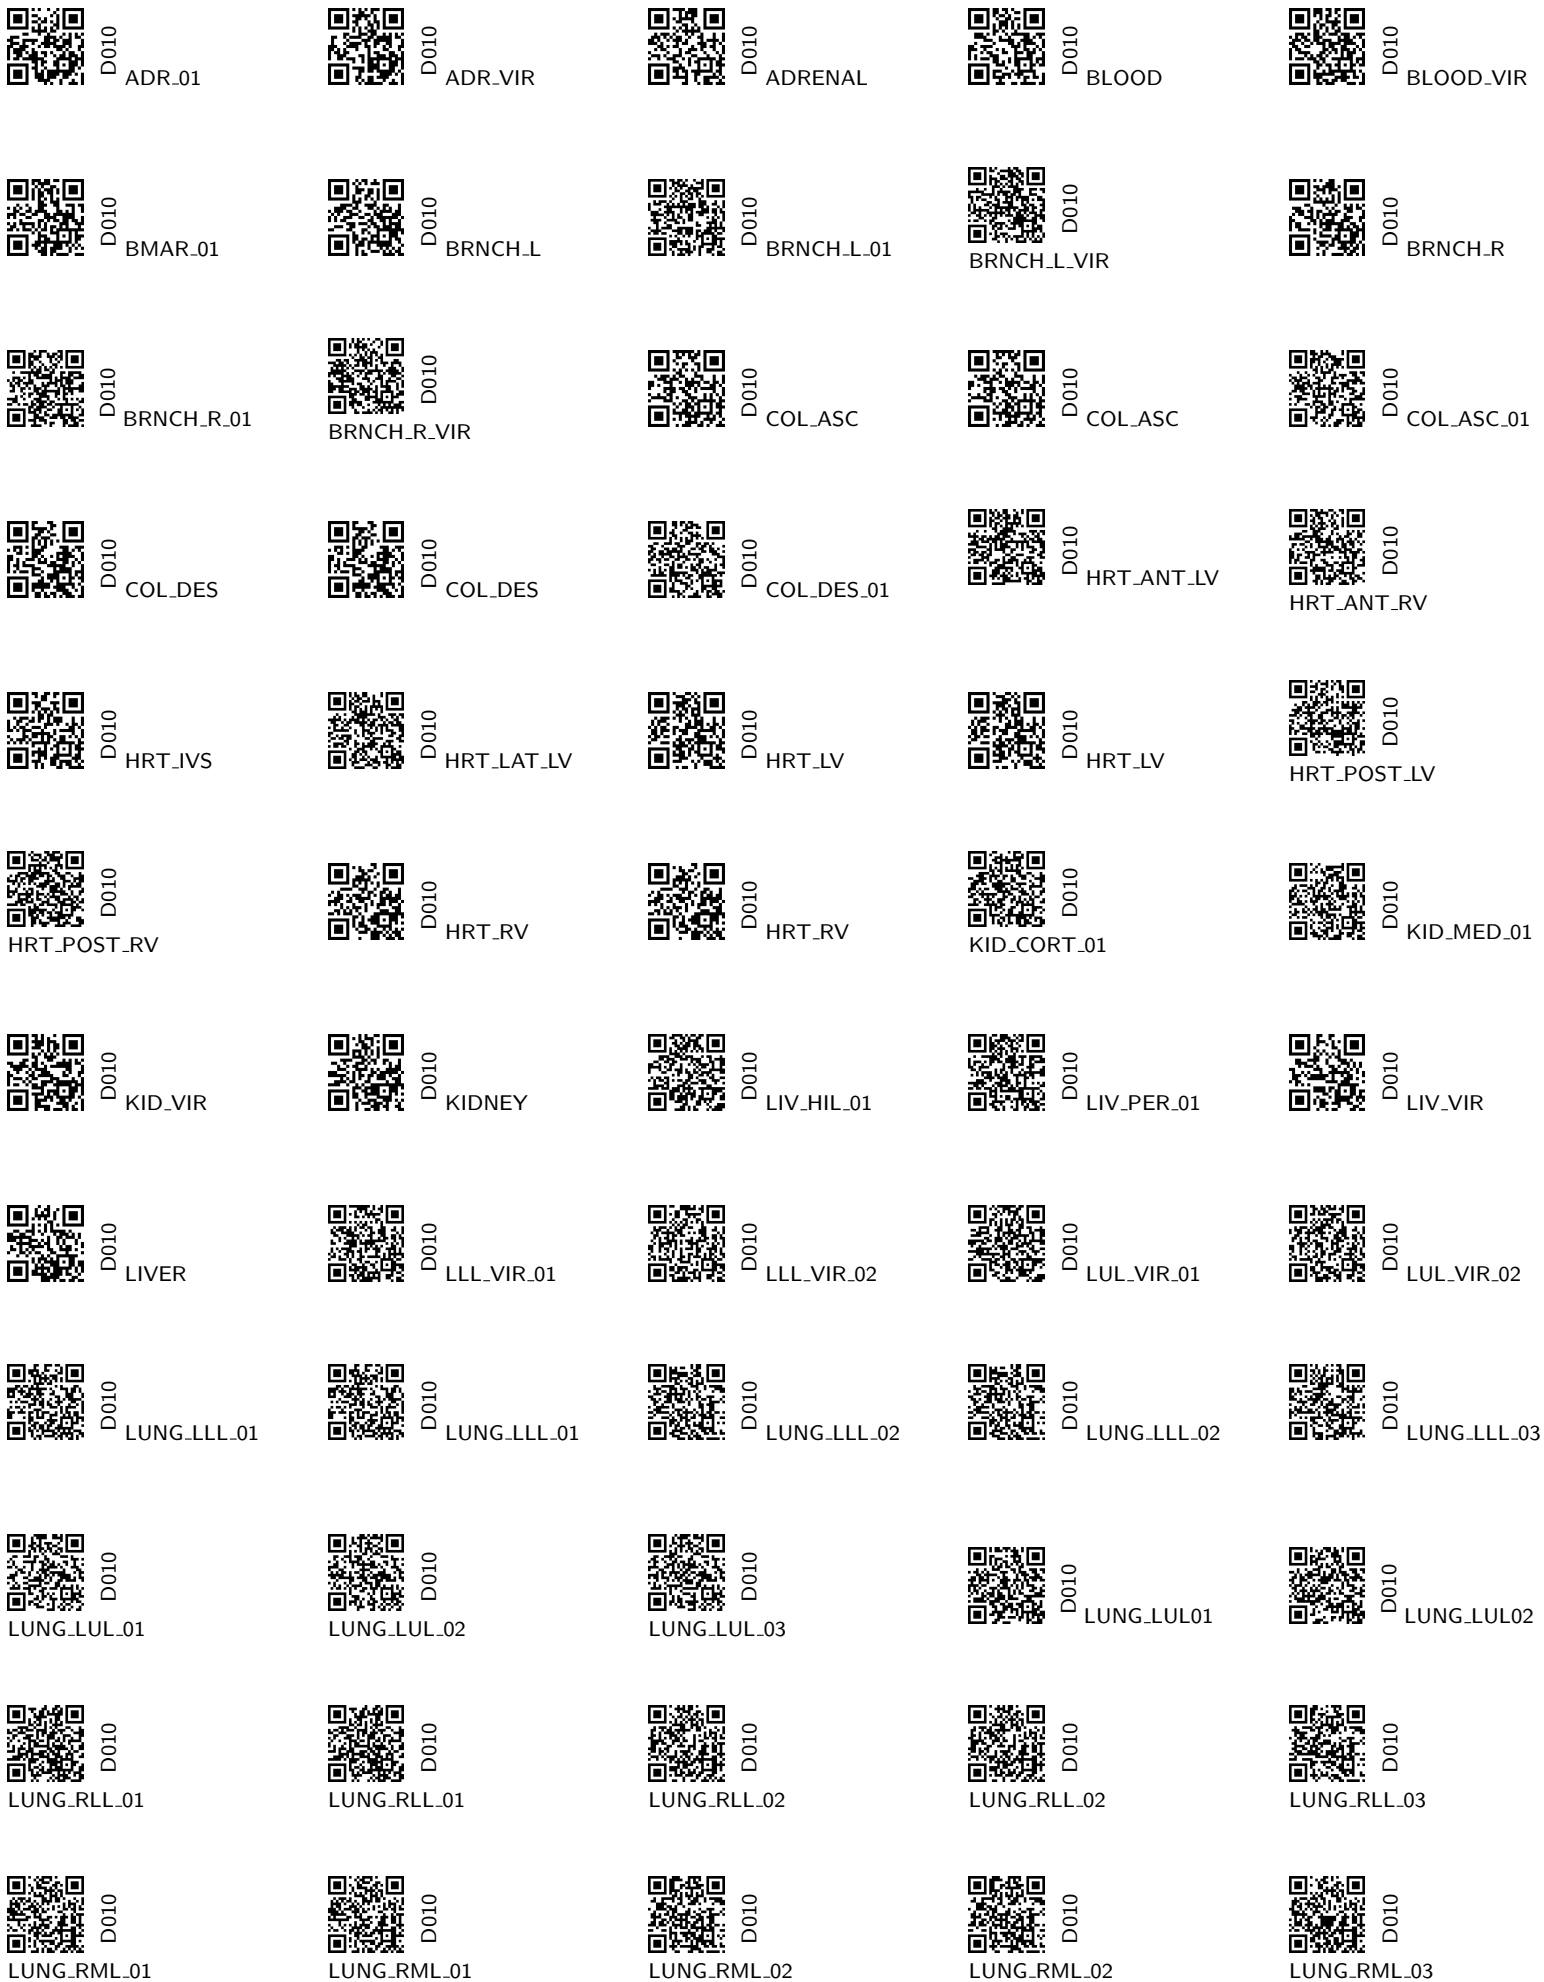 D010
ADR_01
D010
ADR_VIR
D010
ADRENAL
D010
BLOOD
D010
BLOOD_VIR
D010
BMAR_01
D010
BRNCH_L
D010
BRNCH_L_01
D010
BRNCH_L_VIR
D010
BRNCH_R
D010
BRNCH_R_01
D010
BRNCH_R_VIR
D010
COL_ASC
D010
COL_ASC
D010
COL_ASC_01
D010
COL_DES
D010
COL_DES
D010
COL_DES_01
D010
HRT_ANT_LV
D010
HRT_ANT_RV
D010
HRT_IVS
D010
HRT_LAT_LV
D010
HRT_LV
D010
HRT_LV
D010
HRT_POST_LV
D010
HRT_POST_RV
D010
HRT_RV
D010
HRT_RV
D010
KID_CORT_01
D010
KID_MED_01
D010
KID_VIR
D010
KIDNEY
D010
LIV_HIL_01
D010
LIV_PER_01
D010
LIV_VIR
D010
LIVER
D010
LLL_VIR_01
D010
LLL_VIR_02
D010
LUL_VIR_01
D010
LUL_VIR_02
D010
LUNG_LLL_01
D010
LUNG_LLL_01
D010
LUNG_LLL_02
D010
LUNG_LLL_02
D010
LUNG_LLL_03
D010
LUNG_LUL_01
D010
LUNG_LUL_02
D010
LUNG_LUL_03
D010
LUNG_LUL01
D010
LUNG_LUL02
D010
LUNG_RLL_01
D010
LUNG_RLL_01
D010
LUNG_RLL_02
D010
LUNG_RLL_02
D010
LUNG_RLL_03
D010
LUNG_RML_01
D010
LUNG_RML_01
D010
LUNG_RML_02
D010
LUNG_RML_02
D010
LUNG_RML_03